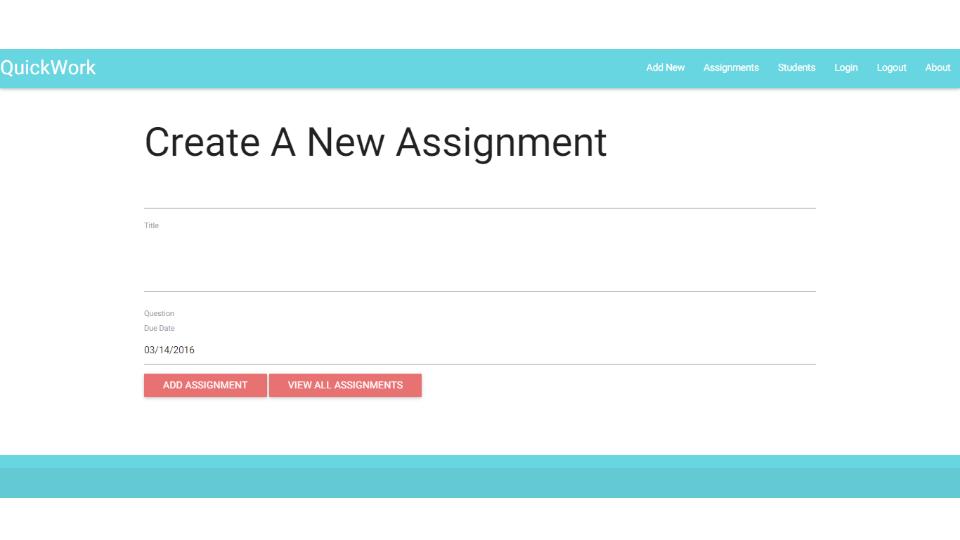 QuickWork Add New Assignments Students Login Logout About
Create A New Assignment
Title
Question
Due Date
03/14/2016
ADD ASSIGNMENT VIEW ALL ASSIGNMENTS